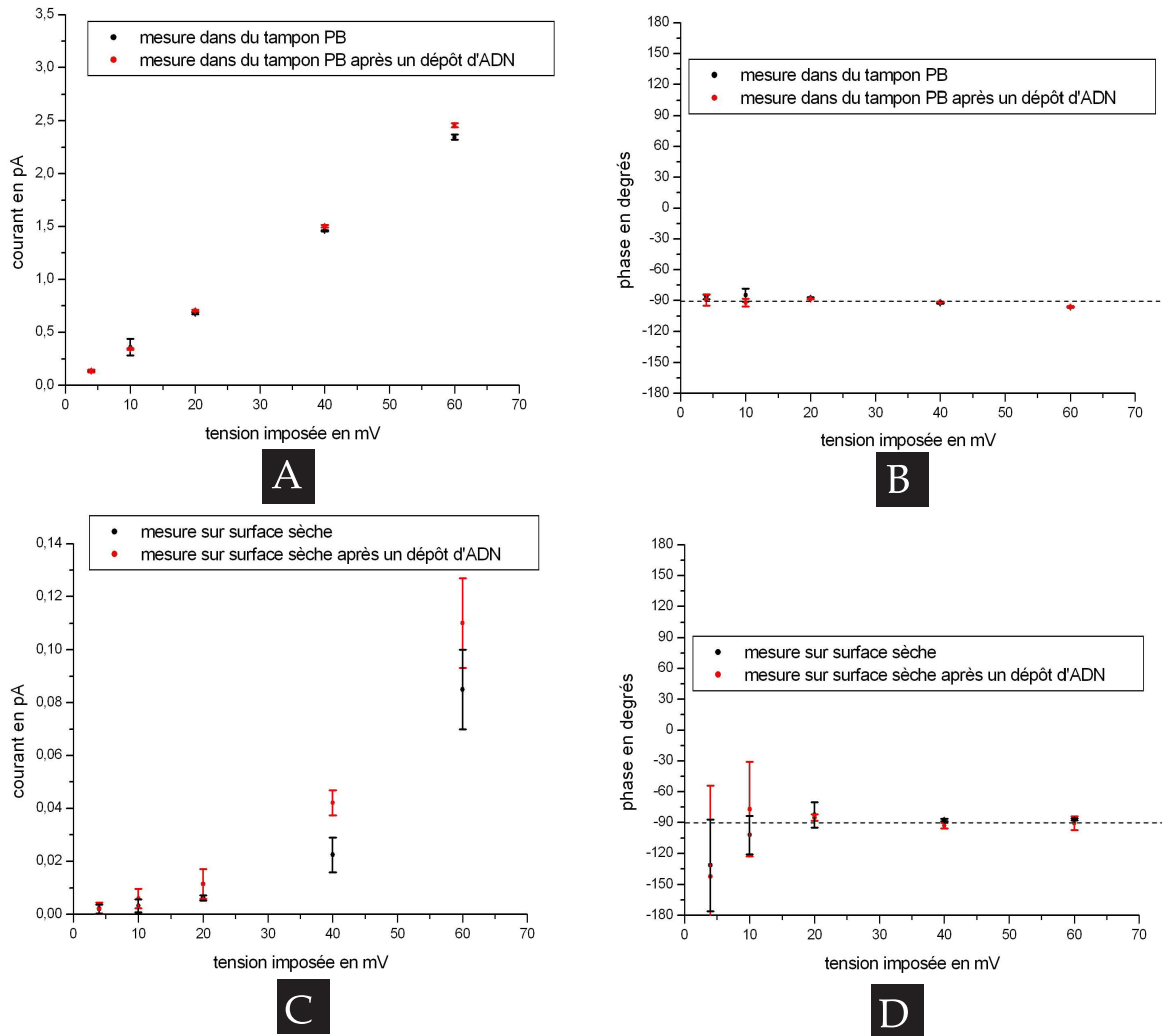 mesure dans du tampon PB
mesure dans du tampon PB après un dépôt d'ADN
courant en pA
3,5
3,0
2,5
2,0
1,5
1,0
0,5
0,0
0 10 20 30 40 50 60 70
tension imposée en mV
A
mesure dans du tampon PB
mesure dans du tampon PB après un dépôt d'ADN
phase en degrés
180
150
120
90
60
30
0
-30
-60
-90
-120
-150
-180
0 10 20 30 40 50 60 70
tension imposée en mV
B
mesure sur surface sèche
mesure sur surface sèche après un dépôt d'ADN
courant en pA
0,14
0,12
0,10
0,08
0,06
0,04
0,02
0,00
0 10 20 30 40 50 60 70
tension imposée en mV
C
mesure sur surface sèche
mesure sur surface sèche après un dépôt d'ADN
phase en degrés
180
150
120
90
60
30
0
-30
-60
-90
-120
-150
-180
0 10 20 30 40 50 60 70
tension imposée en mV
D